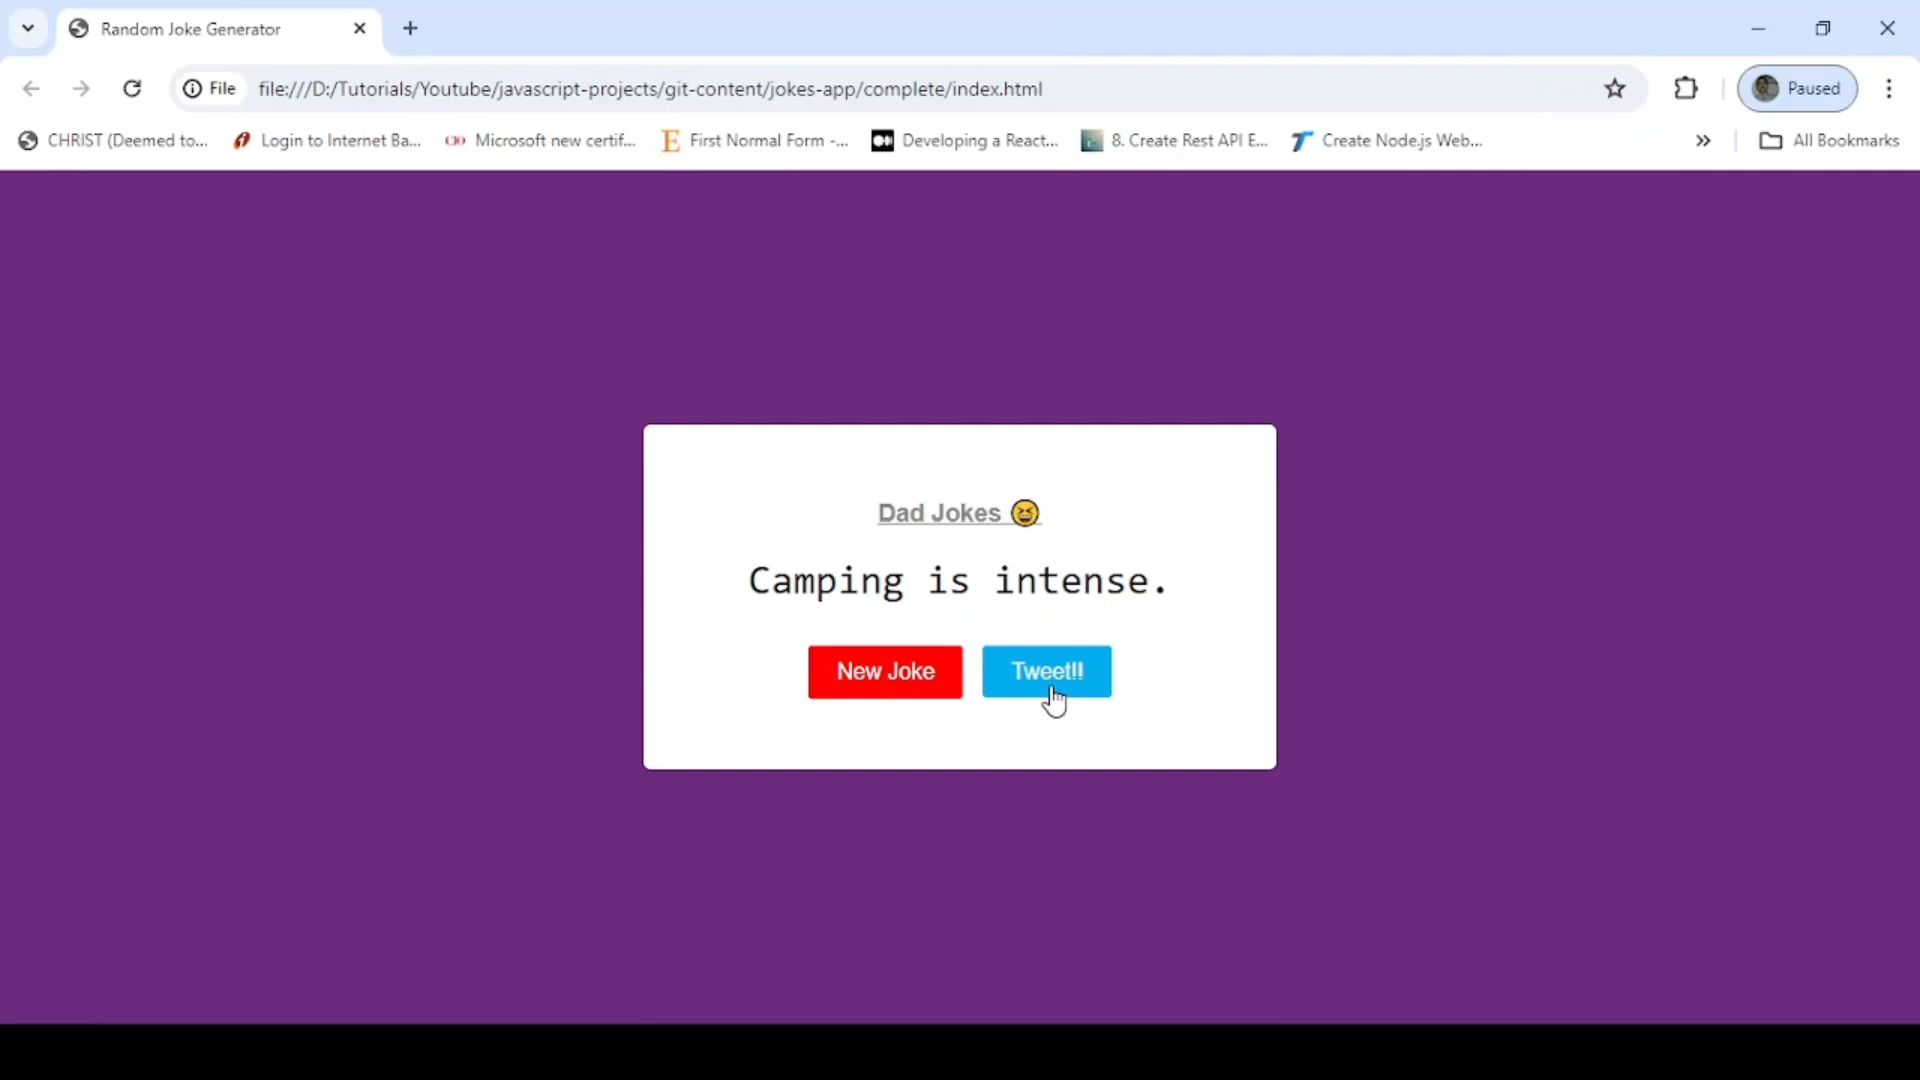 Random Joke Generator
File file:///D:/Tutorials/Youtube/javascript-projects/git-content/jokes-app/complete/index.html Paused
CHRIST (Deemed to... Login to Internet Ba... Microsoft new certif... First Normal Form -... Developing a React... 8. Create Rest API E... Create Node.js Web... All Bookmarks
Dad Jokes 😆
Camping is intense.
New Joke Tweet!!